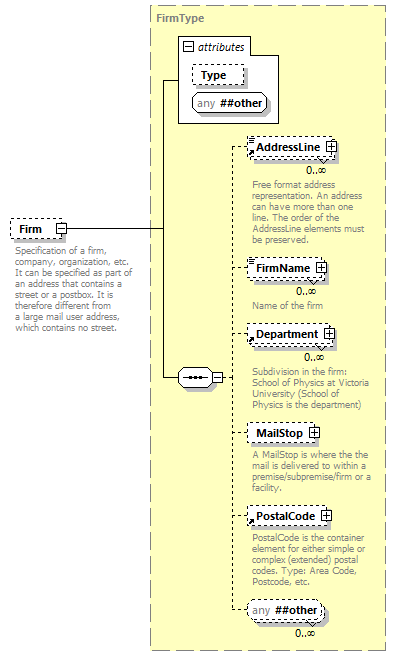 FirmType
attributes
Type
any ##other
AddressLine
0..∞
Free format address
representation. An address
can have more than one
line. The order of the
AddressLine elements must
be preserved.
Firm
Specification of a firm,
company, organization, etc.
It can be specified as part of
an address that contains a
street or a postbox. It is
therefore different from
a large mail user address,
which contains no street.
FirmName
0..∞
Name of the firm
Department
0..∞
Subdivision in the firm:
School of Physics at Victoria
University (School of
Physics is the department)
MailStop
A MailStop is where the the
mail is delivered to within a
premise/subpremise/firm or a
facility.
PostalCode
PostalCode is the container
element for either simple or
complex (extended) postal
codes. Type: Area Code,
Postcode, etc.
any ##other
0..∞